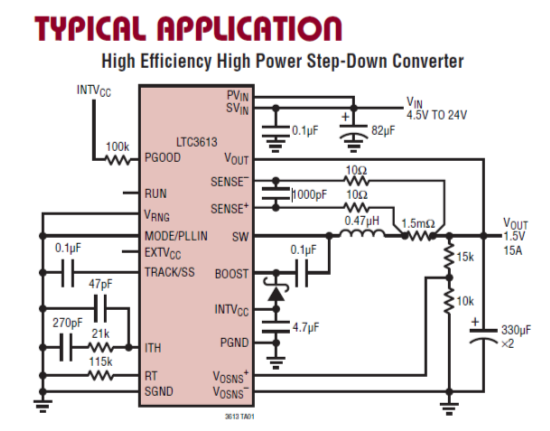 TYPICAL APPLICATION
High Efficiency High Power Step-Down Converter
INTVCC
PVIN
SVIN
VIN
4.5V TO 24V
0.1µF
82µF
LTC3613
100k
PGOOD
VOUT
10Ω
SENSE–
1000pF
RUN
10Ω
SENSE+
VRNG
0.47µH
1.5mΩ
VOUT
1.5V
15A
MODE/PLLIN
SW
0.1µF
EXTVCC
0.1µF
15k
TRACK/SS
BOOST
47pF
10k
INTVCC
270pF
21k
4.7µF
330µF
×2
ITH
PGND
115k
RT
VOSNS+
SGND
VOSNS–
3613 TA01